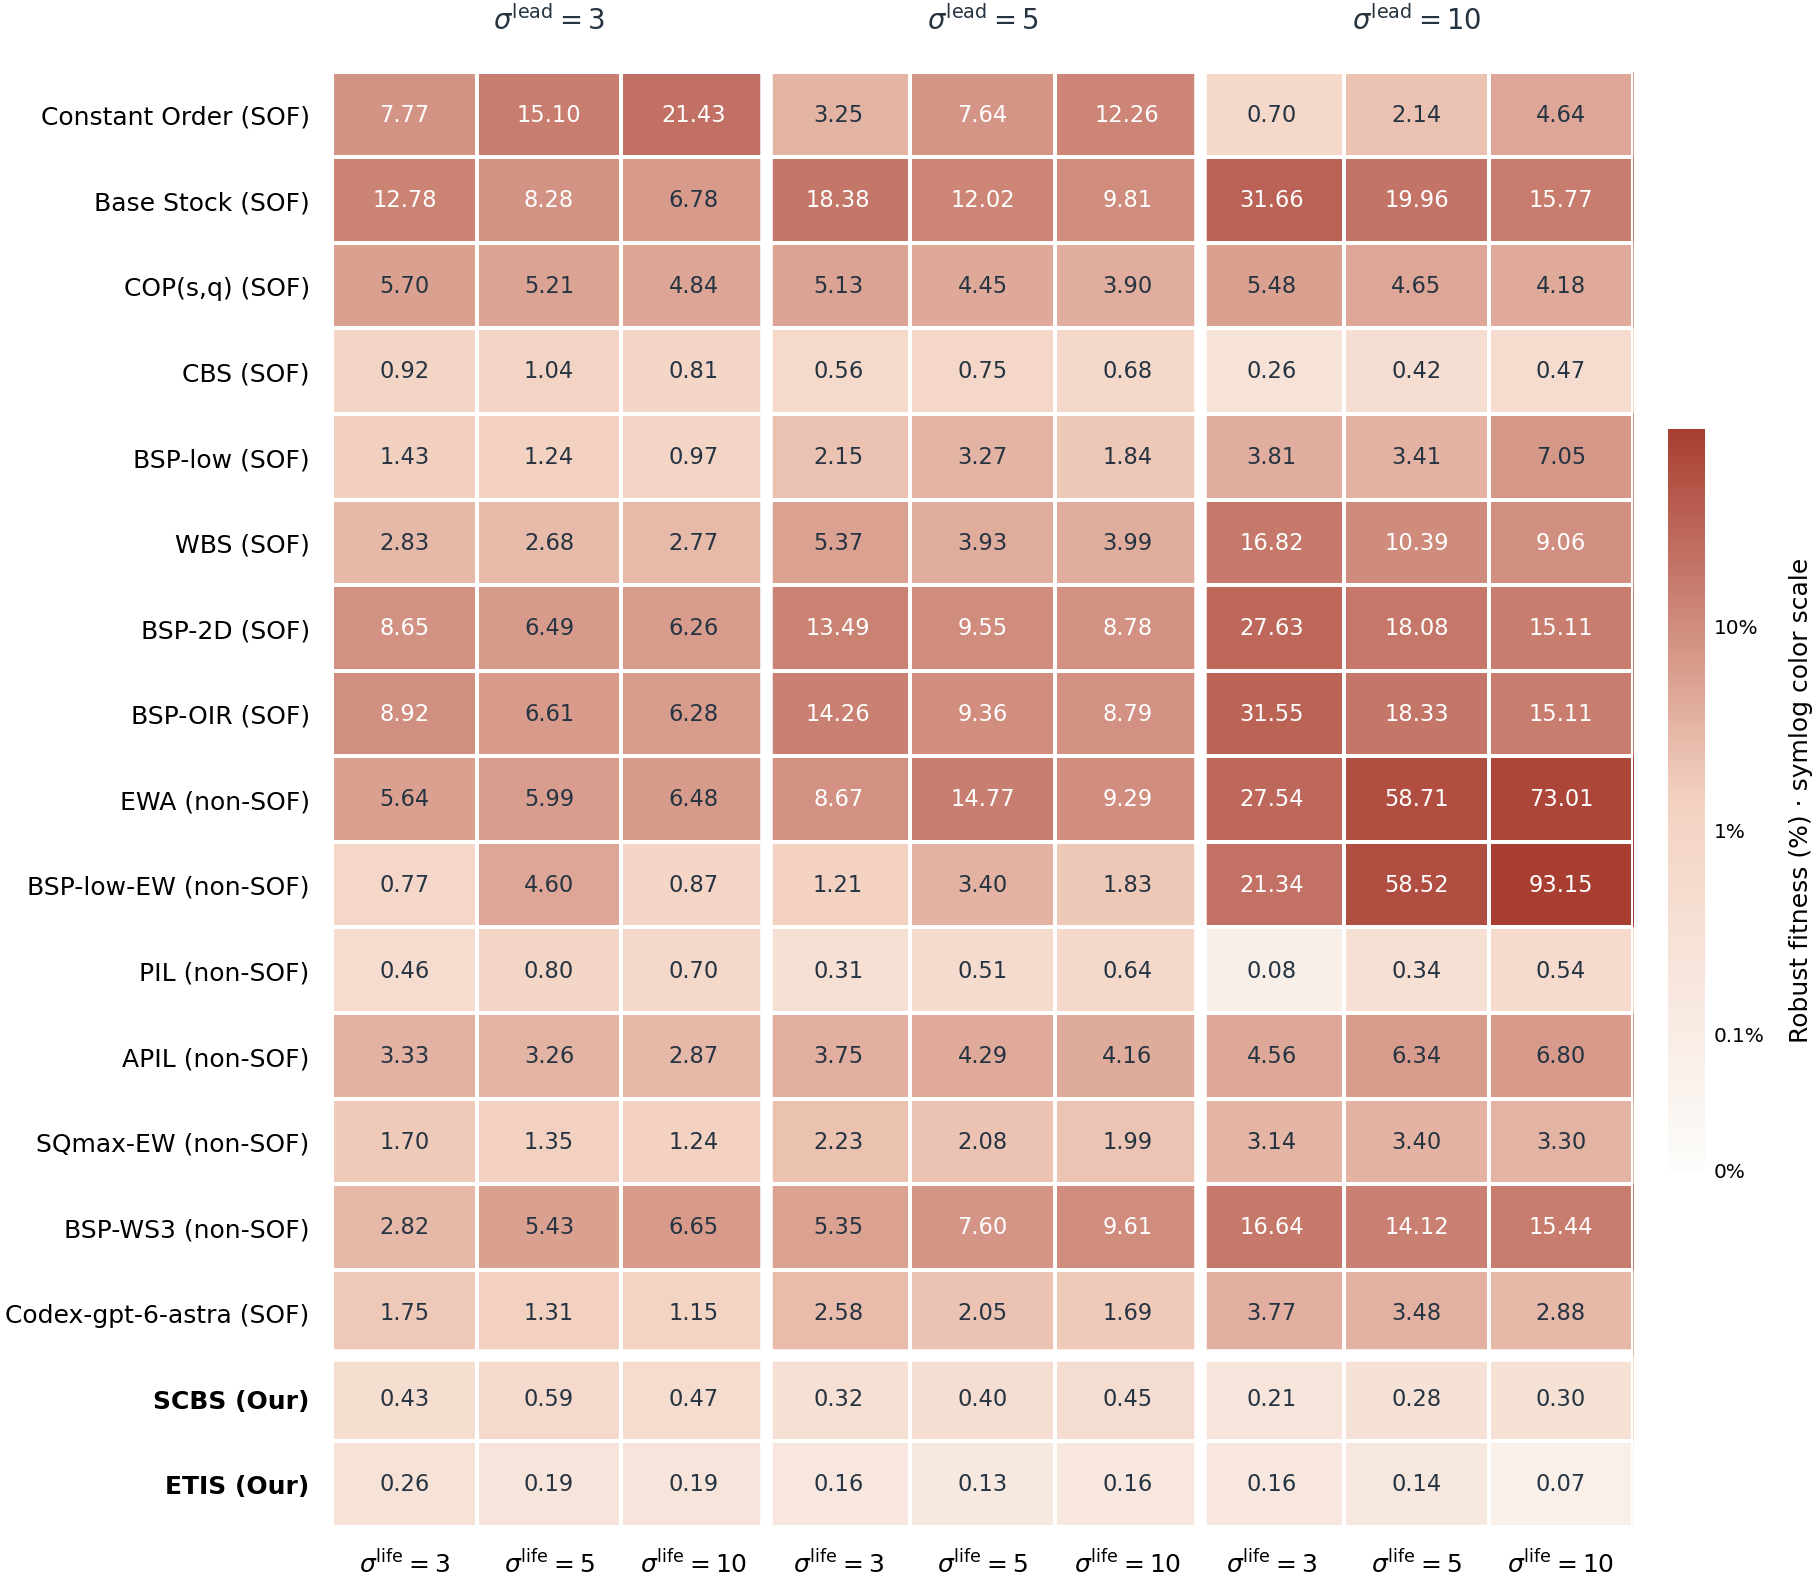 σ^lead = 3 σ^lead = 5 σ^lead = 10
Constant Order (SOF) 7.77 15.10 21.43 3.25 7.64 12.26 0.70 2.14 4.64
Base Stock (SOF) 12.78 8.28 6.78 18.38 12.02 9.81 31.66 19.96 15.77
COP(s,q) (SOF) 5.70 5.21 4.84 5.13 4.45 3.90 5.48 4.65 4.18
CBS (SOF) 0.92 1.04 0.81 0.56 0.75 0.68 0.26 0.42 0.47
BSP-low (SOF) 1.43 1.24 0.97 2.15 3.27 1.84 3.81 3.41 7.05
WBS (SOF) 2.83 2.68 2.77 5.37 3.93 3.99 16.82 10.39 9.06
BSP-2D (SOF) 8.65 6.49 6.26 13.49 9.55 8.78 27.63 18.08 15.11
BSP-OIR (SOF) 8.92 6.61 6.28 14.26 9.36 8.79 31.55 18.33 15.11
EWA (non-SOF) 5.64 5.99 6.48 8.67 14.77 9.29 27.54 58.71 73.01
BSP-low-EW (non-SOF) 0.77 4.60 0.87 1.21 3.40 1.83 21.34 58.52 93.15
PIL (non-SOF) 0.46 0.80 0.70 0.31 0.51 0.64 0.08 0.34 0.54
APIL (non-SOF) 3.33 3.26 2.87 3.75 4.29 4.16 4.56 6.34 6.80
SQmax-EW (non-SOF) 1.70 1.35 1.24 2.23 2.08 1.99 3.14 3.40 3.30
BSP-WS3 (non-SOF) 2.82 5.43 6.65 5.35 7.60 9.61 16.64 14.12 15.44
Codex-gpt-6-astra (SOF) 1.75 1.31 1.15 2.58 2.05 1.69 3.77 3.48 2.88
SCBS (Our) 0.43 0.59 0.47 0.32 0.40 0.45 0.21 0.28 0.30
ETIS (Our) 0.26 0.19 0.19 0.16 0.13 0.16 0.16 0.14 0.07
σ^life = 3 σ^life = 5 σ^life = 10 σ^life = 3 σ^life = 5 σ^life = 10 σ^life = 3 σ^life = 5 σ^life = 10
10%
1%
0.1%
0%
Robust fitness (%) · symlog color scale